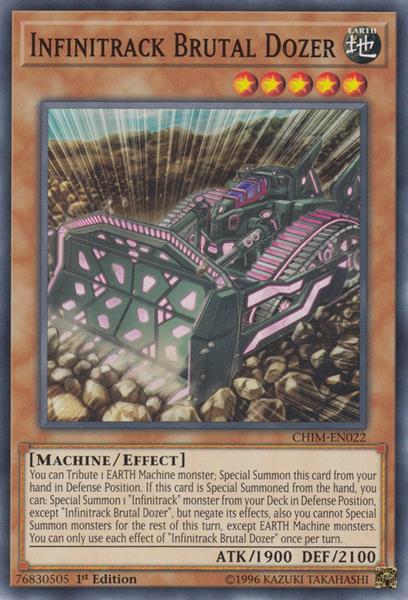 INFINITRACK BRUTAL DOZER
EARTH
地
CHIM-EN022
[MACHINE/EFFECT]
You can Tribute 1 EARTH Machine monster; Special Summon this card from your
hand in Defense Position. If this card is Special Summoned from the hand, you
can: Special Summon 1 "Infinitrack" monster from your Deck in Defense Position,
except "Infinitrack Brutal Dozer", but negate its effects, also you cannot Special
Summon monsters for the rest of this turn, except EARTH Machine monsters.
You can only use each effect of "Infinitrack Brutal Dozer" once per turn.
ATK/1900 DEF/2100
76830505 1st Edition ©1996 KAZUKI TAKAHASHI